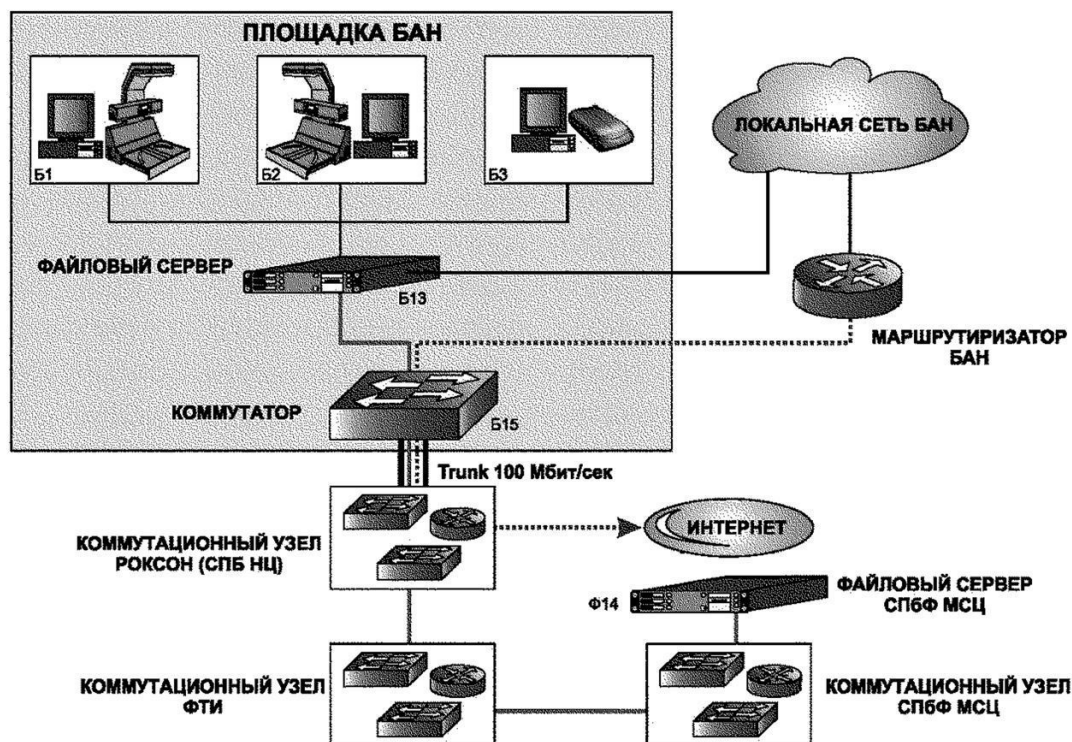 ПЛОЩАДКА БАН
Б1
Б2
Б3
ЛОКАЛЬНАЯ СЕТЬ БАН
ФАЙЛОВЫЙ СЕРВЕР
Б13
МАРШРУТИРИЗАТОР
БАН
КОММУТАТОР
Б15
Trunk 100 Мбит/сек
КОММУТАЦИОННЫЙ УЗЕЛ
РОКСОН (СПБ НЦ)
ИНТЕРНЕТ
Ф14
ФАЙЛОВЫЙ СЕРВЕР
СПбФ МСЦ
КОММУТАЦИОННЫЙ УЗЕЛ
ФТИ
КОММУТАЦИОННЫЙ УЗЕЛ
СПбФ МСЦ